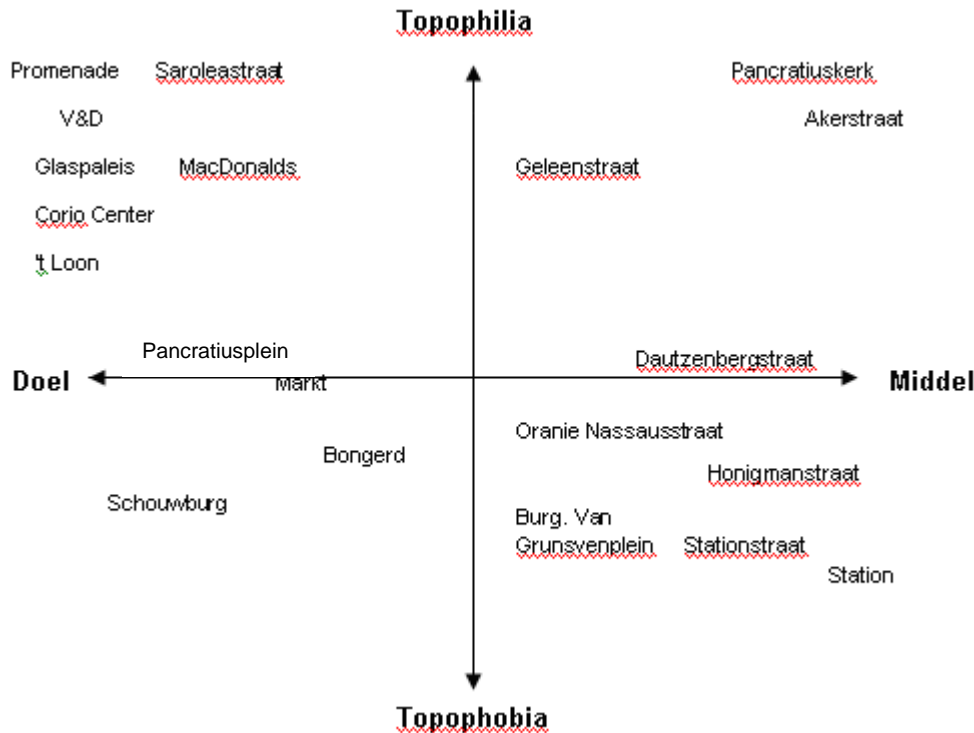 Topophilia
Promenade Saroleastraat Pancratiuskerk
V&D Akerstraat
Glaspaleis MacDonalds Geleenstraat
Corio Center
't Loon
Pancratiusplein Dautzenbergstraat
Doel Markt Middel
Oranie Nassausstraat
Bongerd Honigmanstraat
Schouwburg Burg. Van
Grunsvenplein Stationstraat
Station
Topophobia